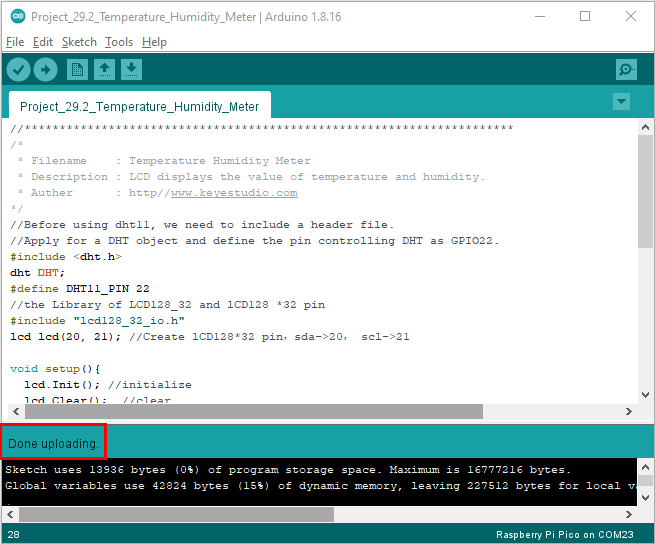 Project_29.2_Temperature_Humidity_Meter | Arduino 1.8.16
File Edit Sketch Tools Help
Project_29.2_Temperature_Humidity_Meter
//**********************************************************************
/*
 * Filename    : Temperature Humidity Meter
 * Description : LCD displays the value of temperature and humidity.
 * Auther      : http//www.keyestudio.com
*/
//Before using dht11, we need to include a header file.
//Apply for a DHT object and define the pin controlling DHT as GPIO22.
#include <dht.h>
dht DHT;
#define DHT11_PIN 22
//the Library of LCD128_32 and lCD128 *32 pin
#include "lcd128_32_io.h"
lcd lcd(20, 21); //Create lCD128*32 pin，sda->20， scl->21
void setup(){
  lcd.Init(); //initialize
  lcd.Clear();  //clear
Done uploading.
Sketch uses 13936 bytes (0%) of program storage space. Maximum is 16777216 bytes.
Global variables use 42824 bytes (15%) of dynamic memory, leaving 227512 bytes for local va
28 Raspberry Pi Pico on COM23